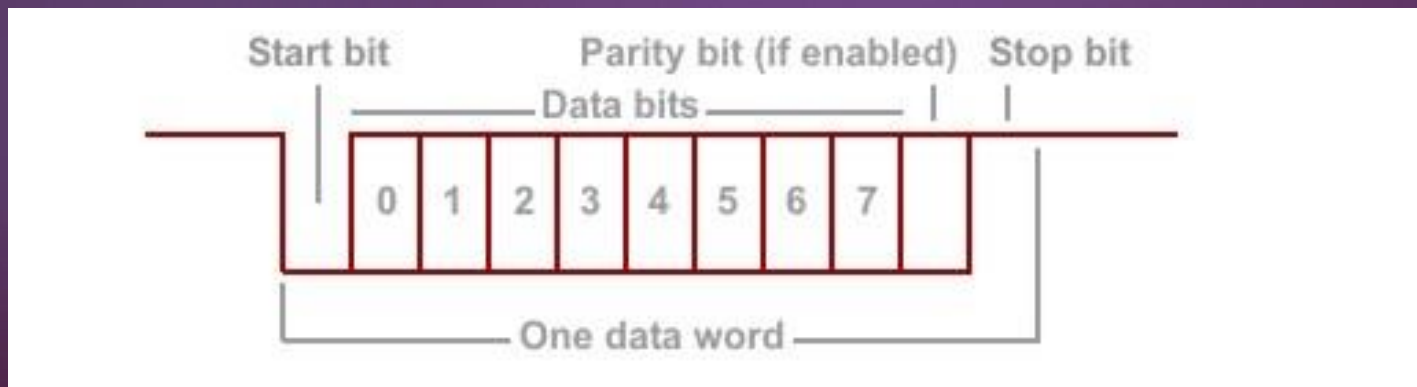 Start bit
Parity bit (if enabled)
Stop bit
Data bits
0 1 2 3 4 5 6 7
One data word